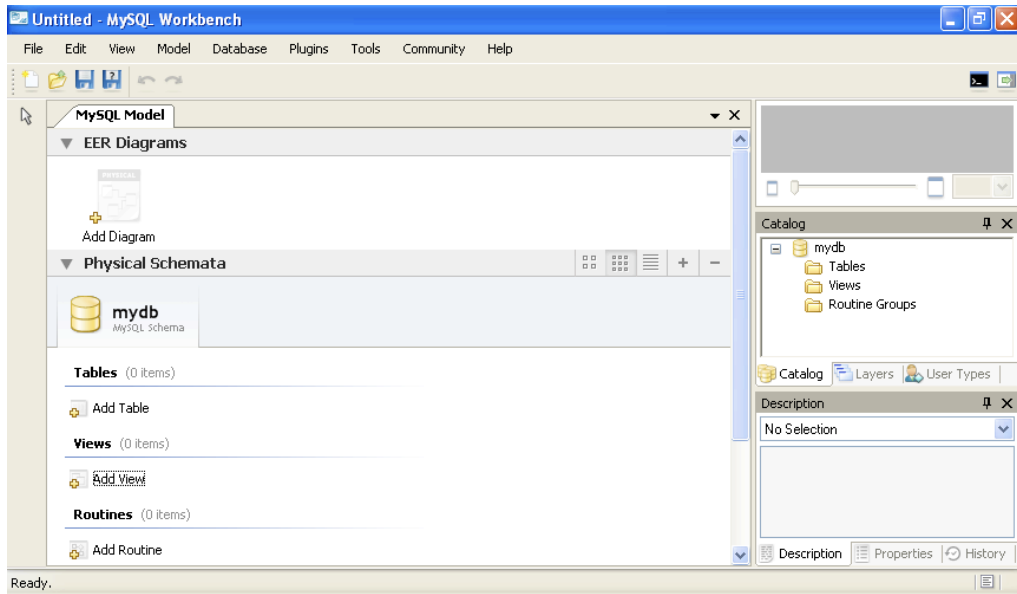 Untitled - MySQL Workbench
File Edit View Model Database Plugins Tools Community Help
MySQL Model
EER Diagrams
PHYSICAL
Add Diagram
Physical Schemata
mydb
MySQL Schema
Tables (0 items)
Add Table
Views (0 items)
Add View
Routines (0 items)
Add Routine
Catalog
mydb
Tables
Views
Routine Groups
Catalog Layers User Types
Description
No Selection
Description Properties History
Ready.